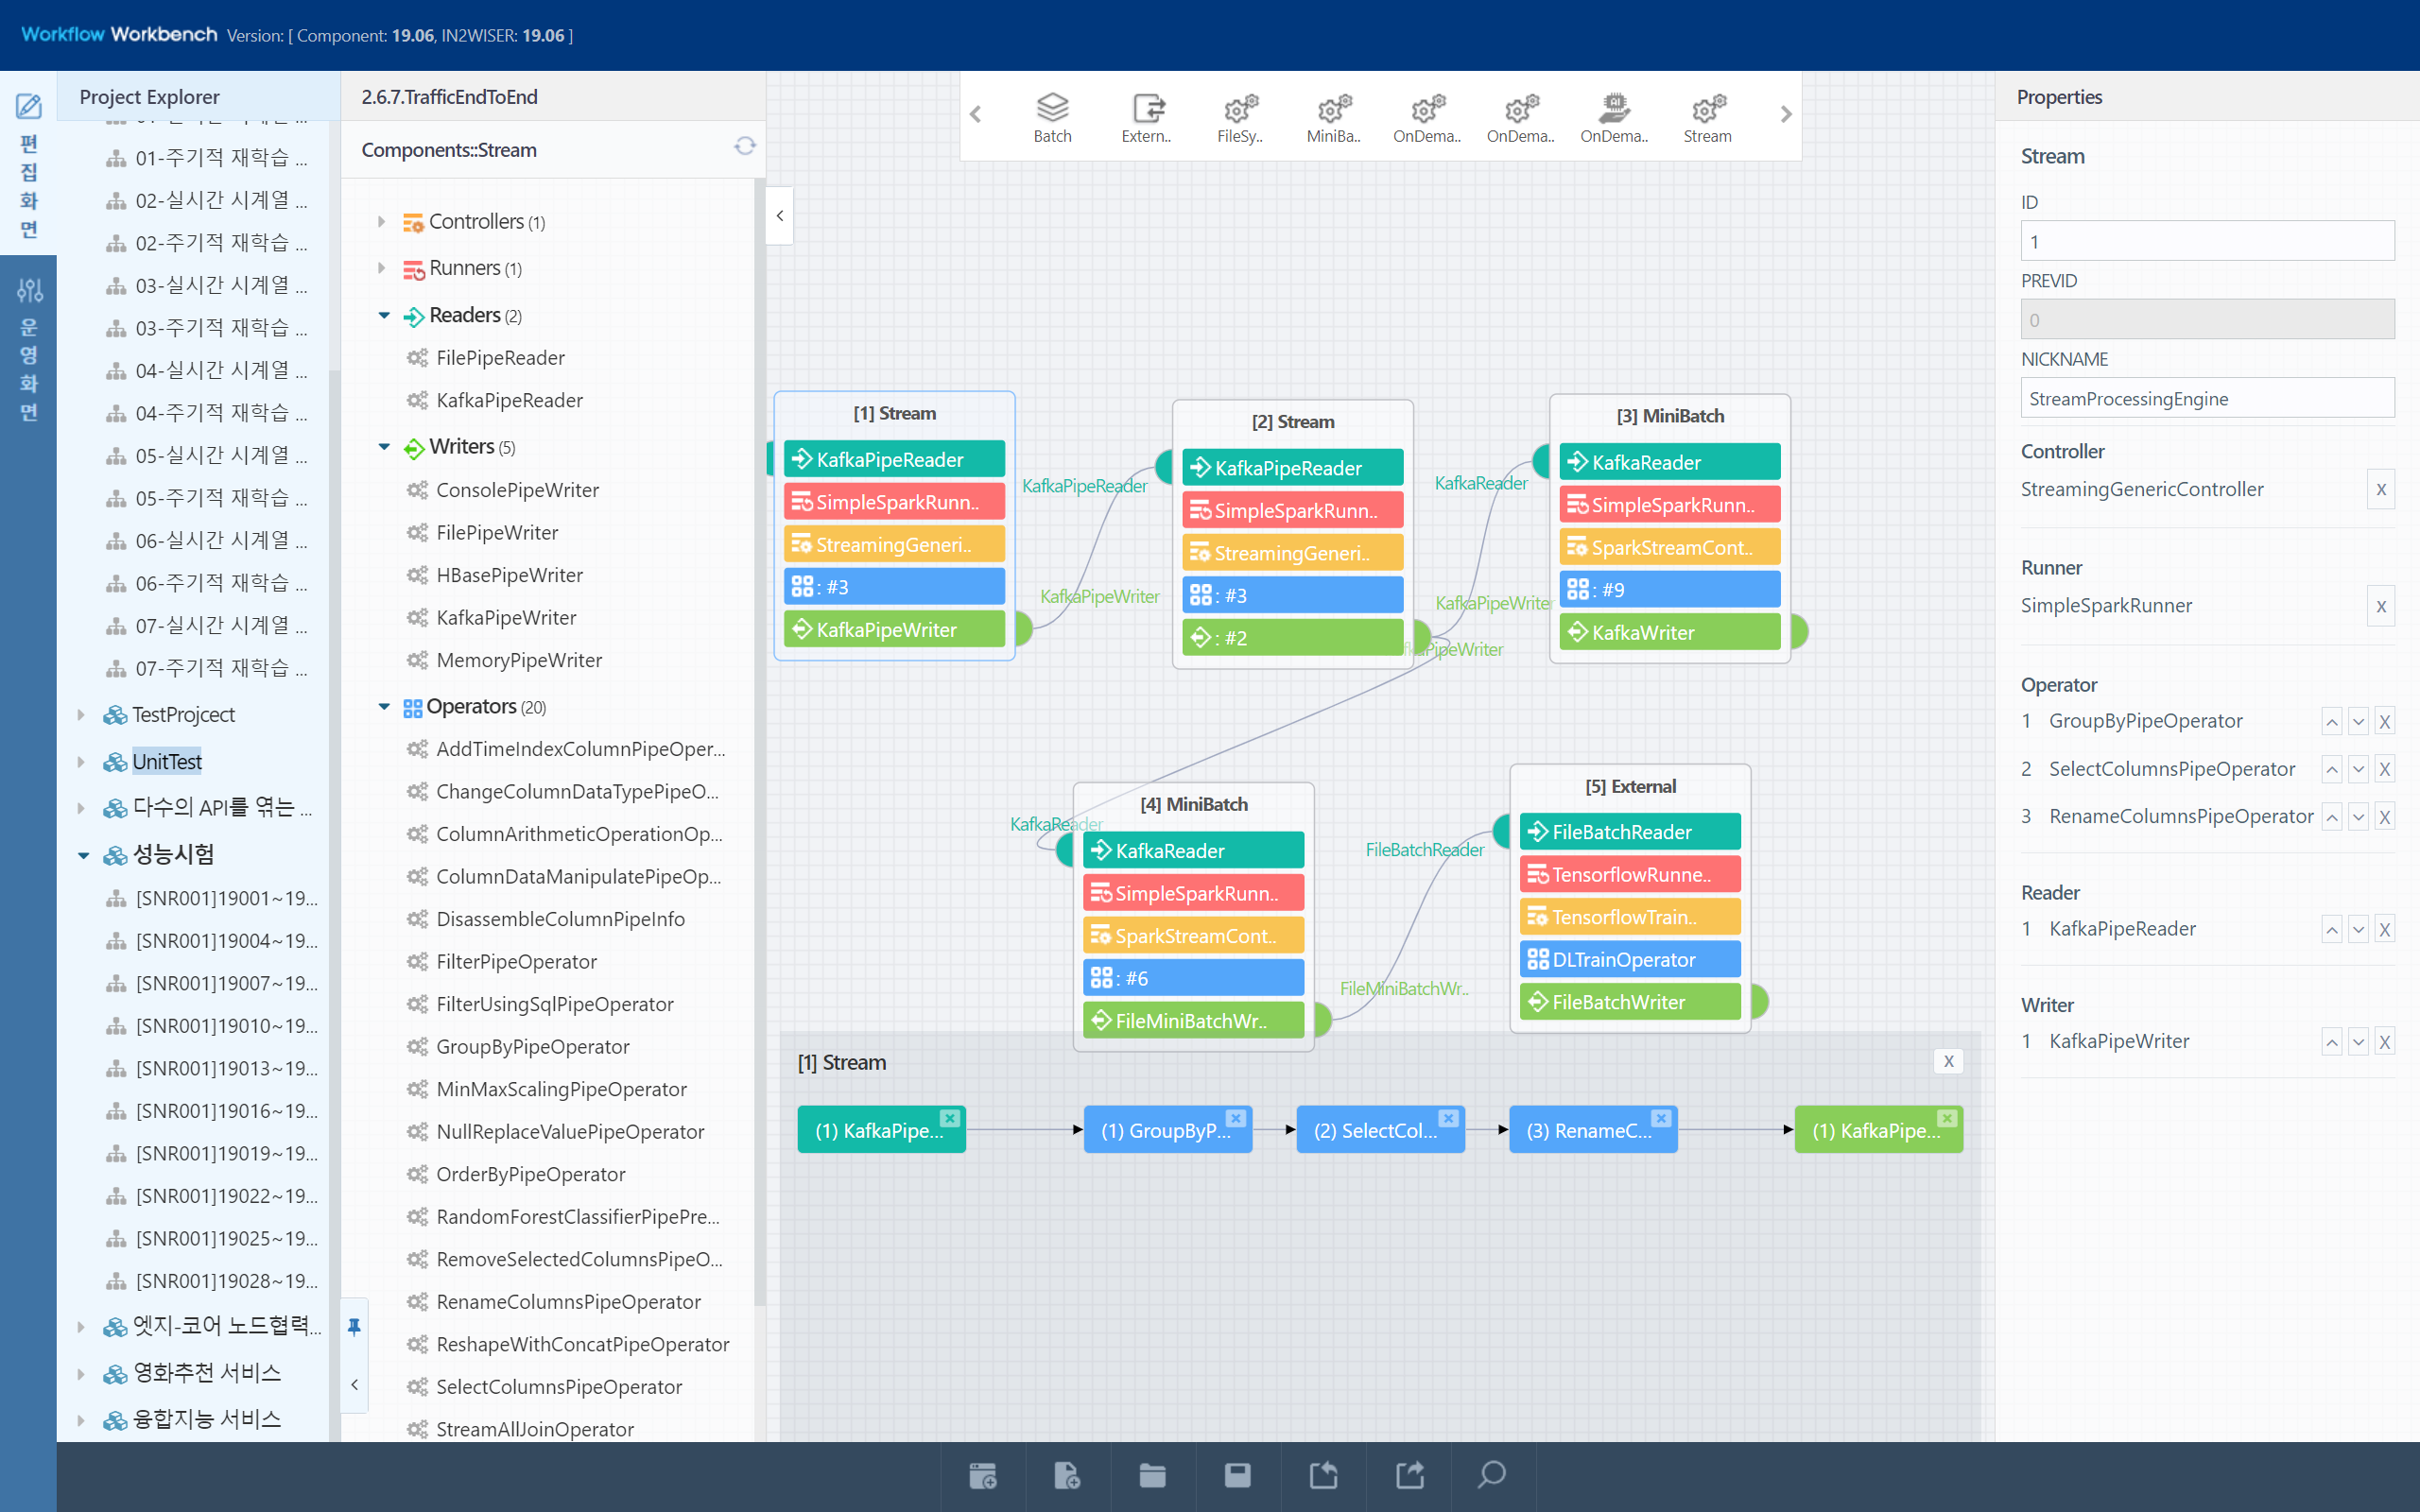 Workflow Workbench Version: [ Component: 19.06, IN2WISER: 19.06 ]
편집화면
운영화면
Project Explorer
01-주기적 재학습 ...
02-실시간 시계열 ...
02-주기적 재학습 ...
03-실시간 시계열 ...
03-주기적 재학습 ...
04-실시간 시계열 ...
04-주기적 재학습 ...
05-실시간 시계열 ...
05-주기적 재학습 ...
06-실시간 시계열 ...
06-주기적 재학습 ...
07-실시간 시계열 ...
07-주기적 재학습 ...
TestProjcect
UnitTest
다수의 API를 엮는 ...
성능시험
[SNR001]19001~19...
[SNR001]19004~19...
[SNR001]19007~19...
[SNR001]19010~19...
[SNR001]19013~19...
[SNR001]19016~19...
[SNR001]19019~19...
[SNR001]19022~19...
[SNR001]19025~19...
[SNR001]19028~19...
엣지-코어 노드협력...
영화추천 서비스
융합지능 서비스
2.6.7.TrafficEndToEnd
Components::Stream
Controllers (1)
Runners (1)
Readers (2)
FilePipeReader
KafkaPipeReader
Writers (5)
ConsolePipeWriter
FilePipeWriter
HBasePipeWriter
KafkaPipeWriter
MemoryPipeWriter
Operators (20)
AddTimeIndexColumnPipeOper...
ChangeColumnDataTypePipeO...
ColumnArithmeticOperationOp...
ColumnDataManipulatePipeOp...
DisassembleColumnPipeInfo
FilterPipeOperator
FilterUsingSqlPipeOperator
GroupByPipeOperator
MinMaxScalingPipeOperator
NullReplaceValuePipeOperator
OrderByPipeOperator
RandomForestClassifierPipePre...
RemoveSelectedColumnsPipeO...
RenameColumnsPipeOperator
ReshapeWithConcatPipeOperator
SelectColumnsPipeOperator
StreamAllJoinOperator
Batch
Extern..
FileSy..
MiniBa..
OnDema..
OnDema..
OnDema..
Stream
[1] Stream
KafkaPipeReader
SimpleSparkRunn..
StreamingGeneri..
: #3
KafkaPipeWriter
KafkaPipeReader
KafkaPipeWriter
[2] Stream
KafkaPipeReader
SimpleSparkRunn..
StreamingGeneri..
: #3
: #2
KafkaReader
KafkaPipeWriter
[3] MiniBatch
KafkaReader
SimpleSparkRunn..
SparkStreamCont..
: #9
KafkaWriter
KafkaReader
[4] MiniBatch
KafkaReader
SimpleSparkRunn..
SparkStreamCont..
: #6
FileMiniBatchWr..
FileBatchReader
FileMiniBatchWr..
[5] External
FileBatchReader
TensorflowRunne..
TensorflowTrain..
DLTrainOperator
FileBatchWriter
[1] Stream
X
(1) KafkaPipe...
(1) GroupByP...
(2) SelectCol...
(3) RenameC...
(1) KafkaPipe...
Properties
Stream
ID
1
PREVID
0
NICKNAME
StreamProcessingEngine
Controller
StreamingGenericController X
Runner
SimpleSparkRunner X
Operator
1 GroupByPipeOperator X
2 SelectColumnsPipeOperator X
3 RenameColumnsPipeOperator X
Reader
1 KafkaPipeReader X
Writer
1 KafkaPipeWriter X